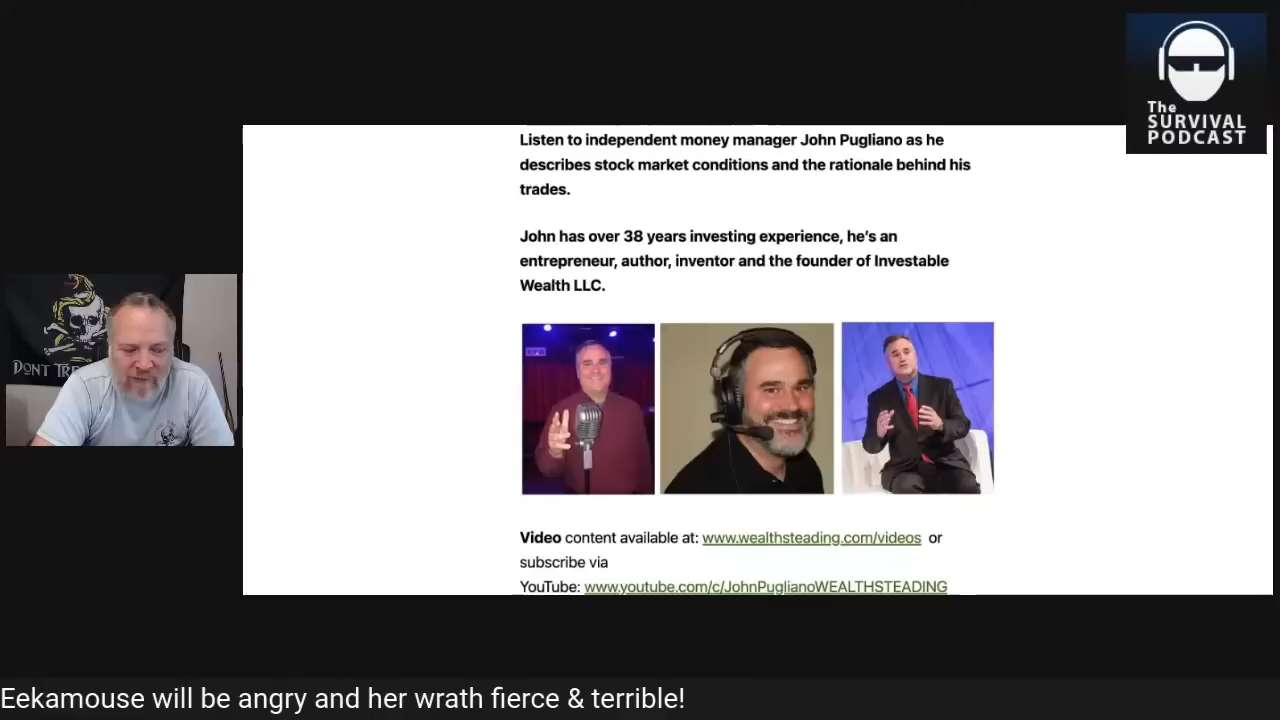 The
SURVIVAL
PODCAST
Listen to independent money manager John Pugliano as he
describes stock market conditions and the rationale behind his
trades.
John has over 38 years investing experience, he's an
entrepreneur, author, inventor and the founder of Investable
Wealth LLC.
DONT TRE
Video content available at: www.wealthsteading.com/videos or
subscribe via
YouTube: www.youtube.com/c/JohnPuglianoWEALTHSTEADING
Eekamouse will be angry and her wrath fierce & terrible!